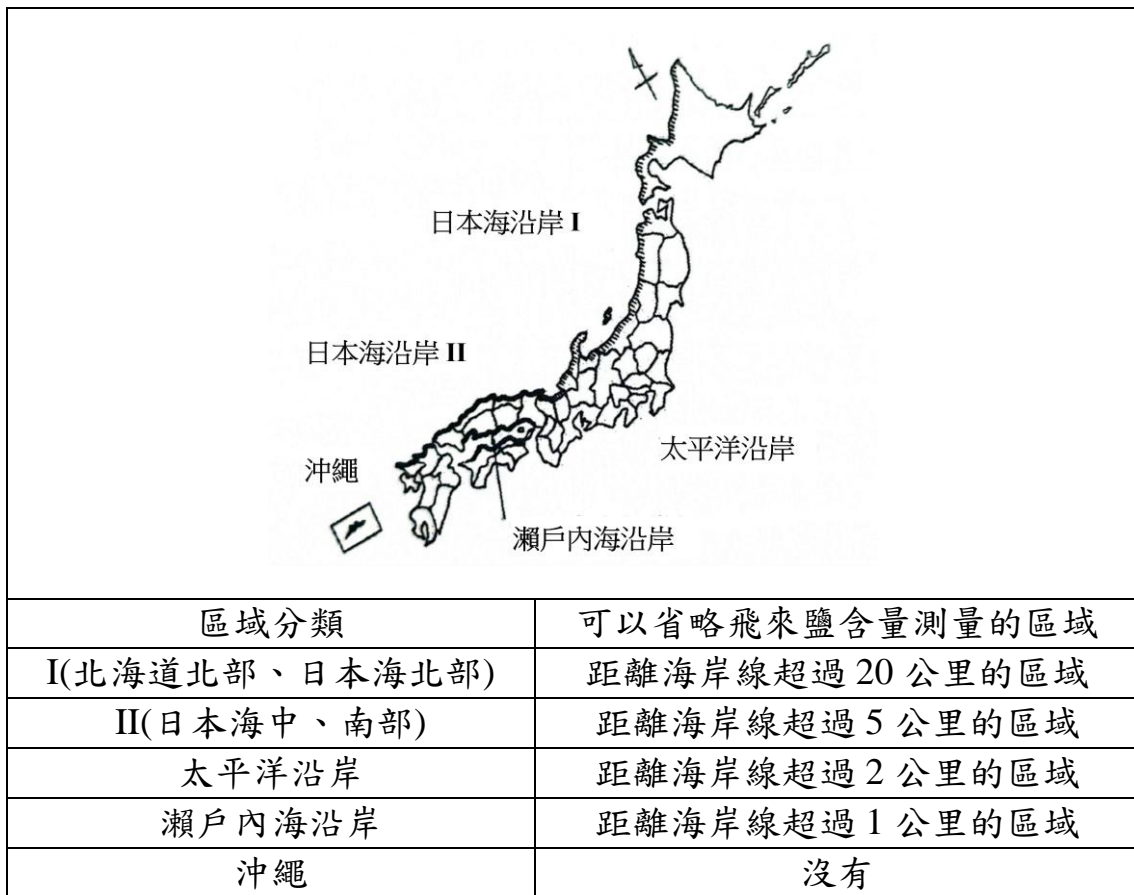 日本海沿岸 I
日本海沿岸 II
太平洋沿岸
沖繩
瀨戶內海沿岸
區域分類 可以省略飛來鹽含量測量的區域
I(北海道北部、日本海北部) 距離海岸線超過 20 公里的區域
II(日本海中、南部) 距離海岸線超過 5 公里的區域
太平洋沿岸 距離海岸線超過 2 公里的區域
瀨戶內海沿岸 距離海岸線超過 1 公里的區域
沖繩 沒有